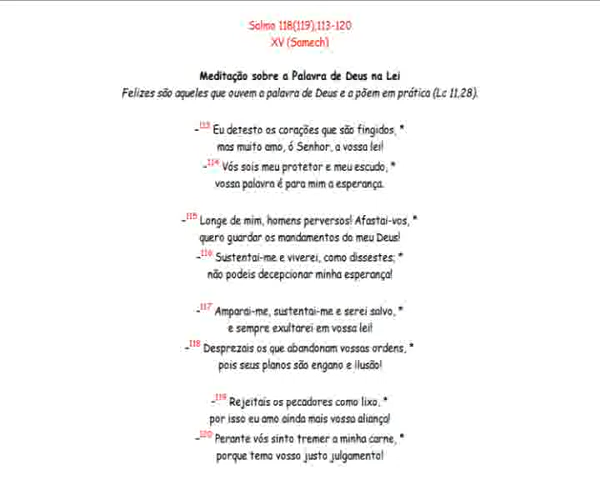 Salmo 118(119),113-120
XV (Samech)
Meditação sobre a Palavra de Deus na Lei
Felizes são aqueles que ouvem a palavra de Deus e a põem em prática (Lc 11,28).
–113 Eu detesto os corações que são fingidos, *
mas muito amo, ó Senhor, a vossa lei!
–114 Vós sois meu protetor e meu escudo, *
vossa palavra é para mim a esperança.
–115 Longe de mim, homens perversos! Afastai-vos, *
quero guardar os mandamentos do meu Deus!
–116 Sustentai-me e viverei, como dissestes; *
não podeis decepcionar minha esperança!
–117 Amparai-me, sustentai-me e serei salvo, *
e sempre exultarei em vossa lei!
–118 Desprezais os que abandonam vossas ordens, *
pois seus planos são engano e ilusão!
–119 Rejeitais os pecadores como lixo, *
por isso eu amo ainda mais vossa aliança!
–120 Perante vós sinto tremer a minha carne, *
porque temo vosso justo julgamento!